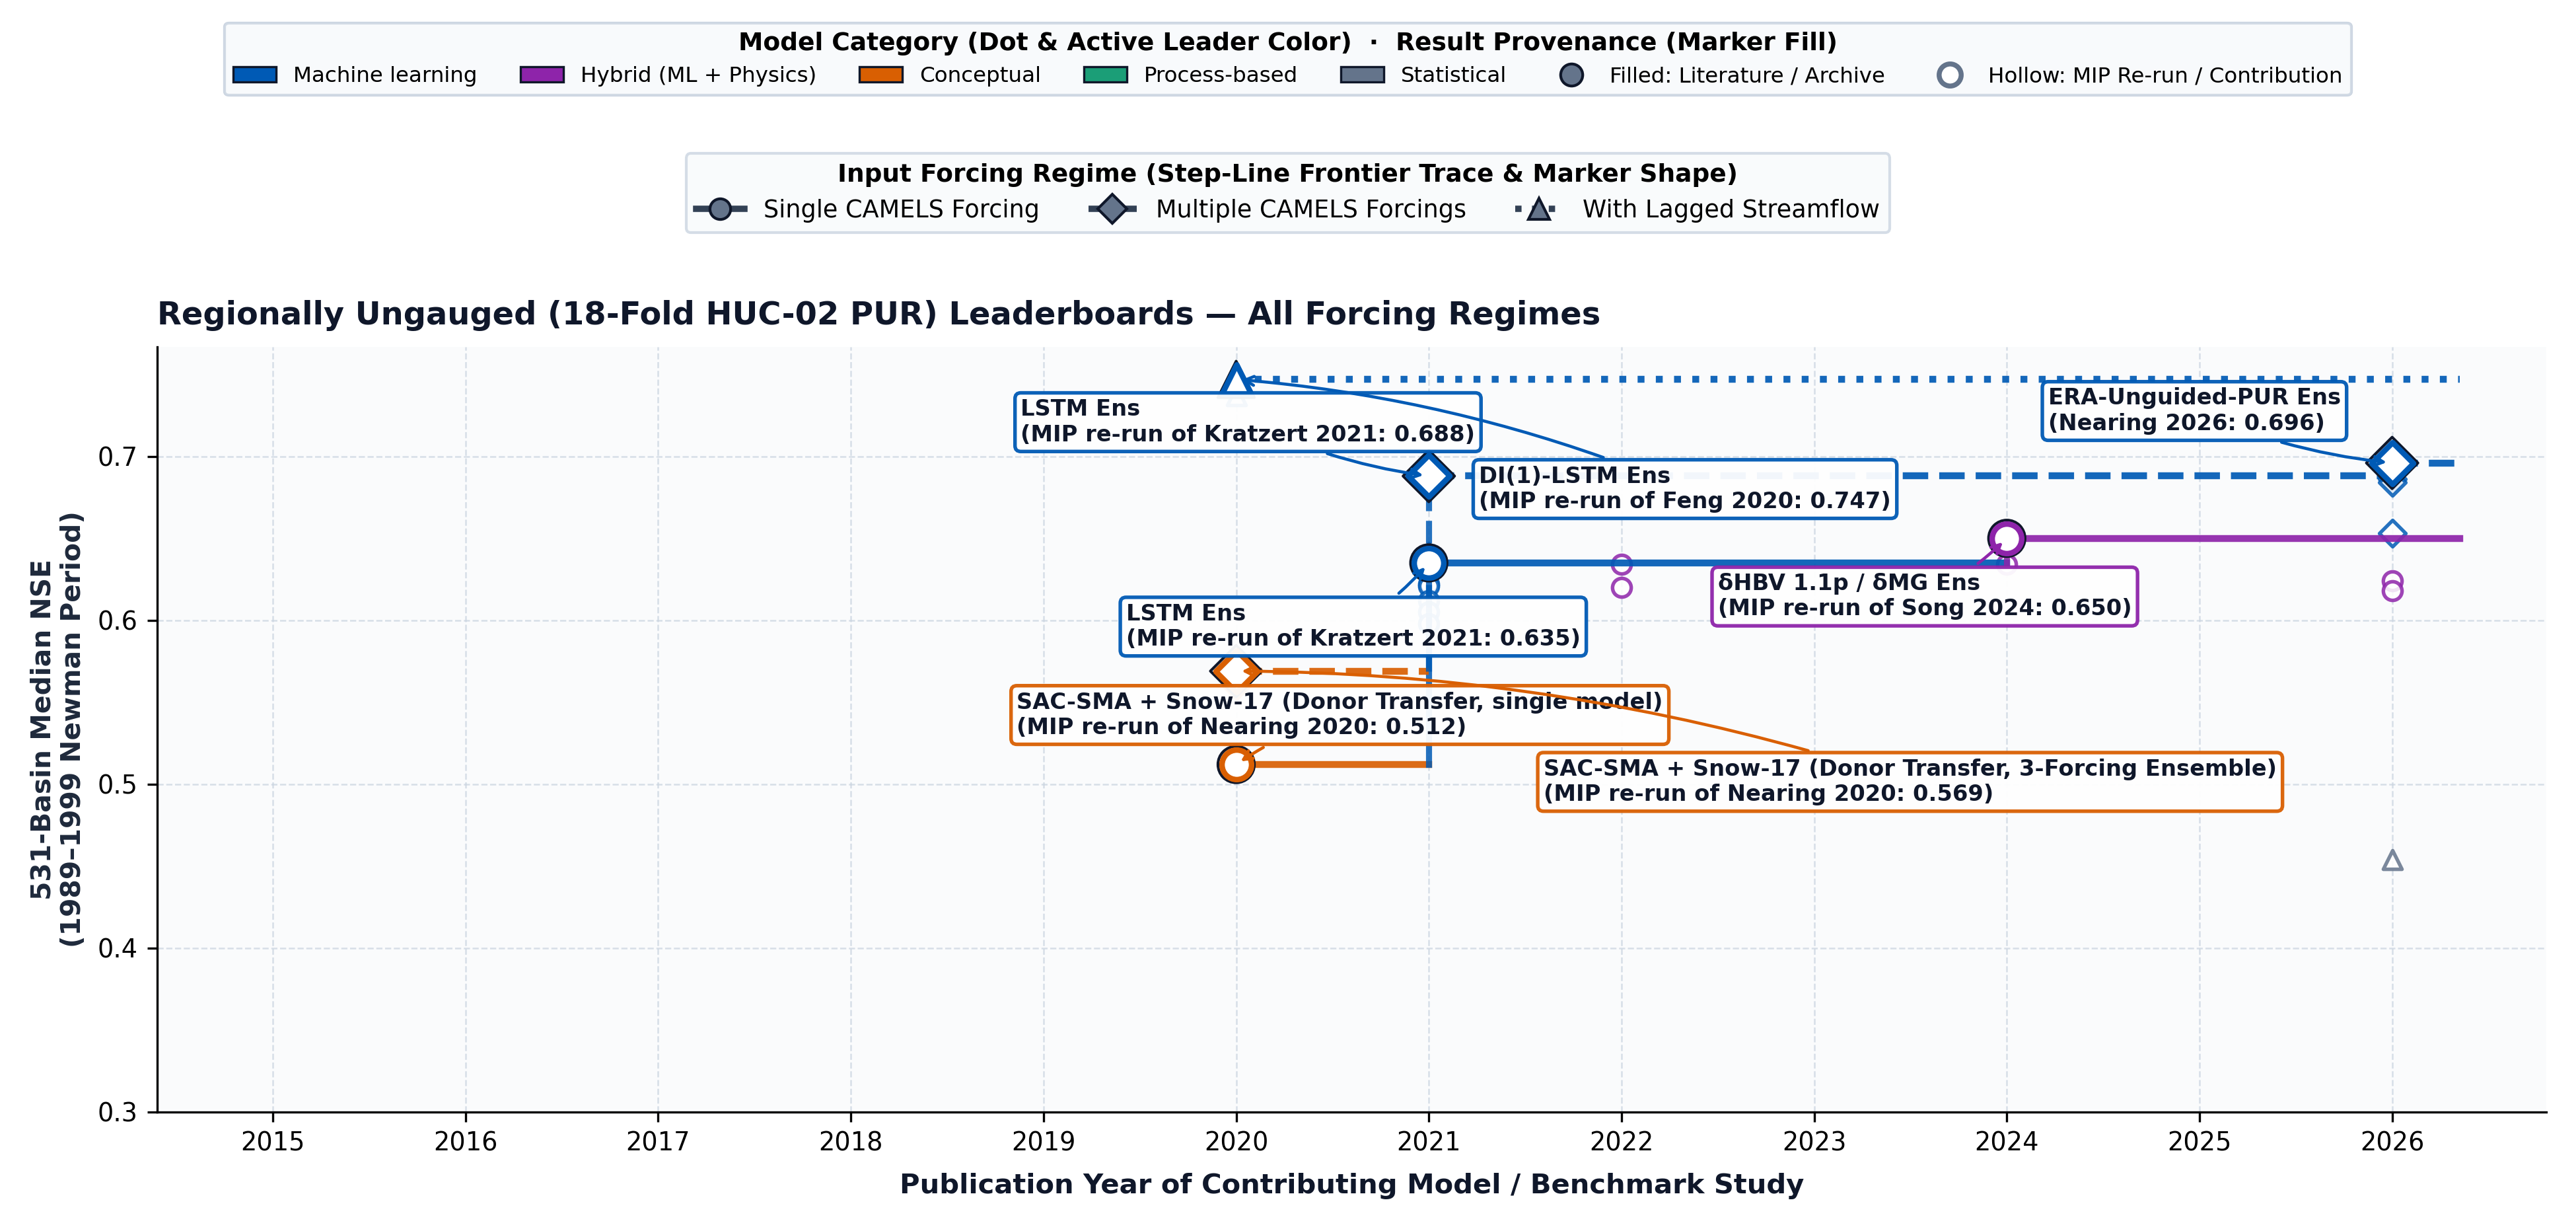 Model Category (Dot & Active Leader Color)  ·  Result Provenance (Marker Fill)
Machine learning
Hybrid (ML + Physics)
Conceptual
Process-based
Statistical
Filled: Literature / Archive
Hollow: MIP Re-run / Contribution
Input Forcing Regime (Step-Line Frontier Trace & Marker Shape)
Single CAMELS Forcing
Multiple CAMELS Forcings
With Lagged Streamflow
Regionally Ungauged (18-Fold HUC-02 PUR) Leaderboards — All Forcing Regimes
531-Basin Median NSE
(1989–1999 Newman Period)
0.7
0.6
0.5
0.4
0.3
LSTM Ens
(MIP re-run of Kratzert 2021: 0.688)
ERA-Unguided-PUR Ens
(Nearing 2026: 0.696)
DI(1)-LSTM Ens
(MIP re-run of Feng 2020: 0.747)
δHBV 1.1p / δMG Ens
(MIP re-run of Song 2024: 0.650)
LSTM Ens
(MIP re-run of Kratzert 2021: 0.635)
SAC-SMA + Snow-17 (Donor Transfer, single model)
(MIP re-run of Nearing 2020: 0.512)
SAC-SMA + Snow-17 (Donor Transfer, 3-Forcing Ensemble)
(MIP re-run of Nearing 2020: 0.569)
2015
2016
2017
2018
2019
2020
2021
2022
2023
2024
2025
2026
Publication Year of Contributing Model / Benchmark Study